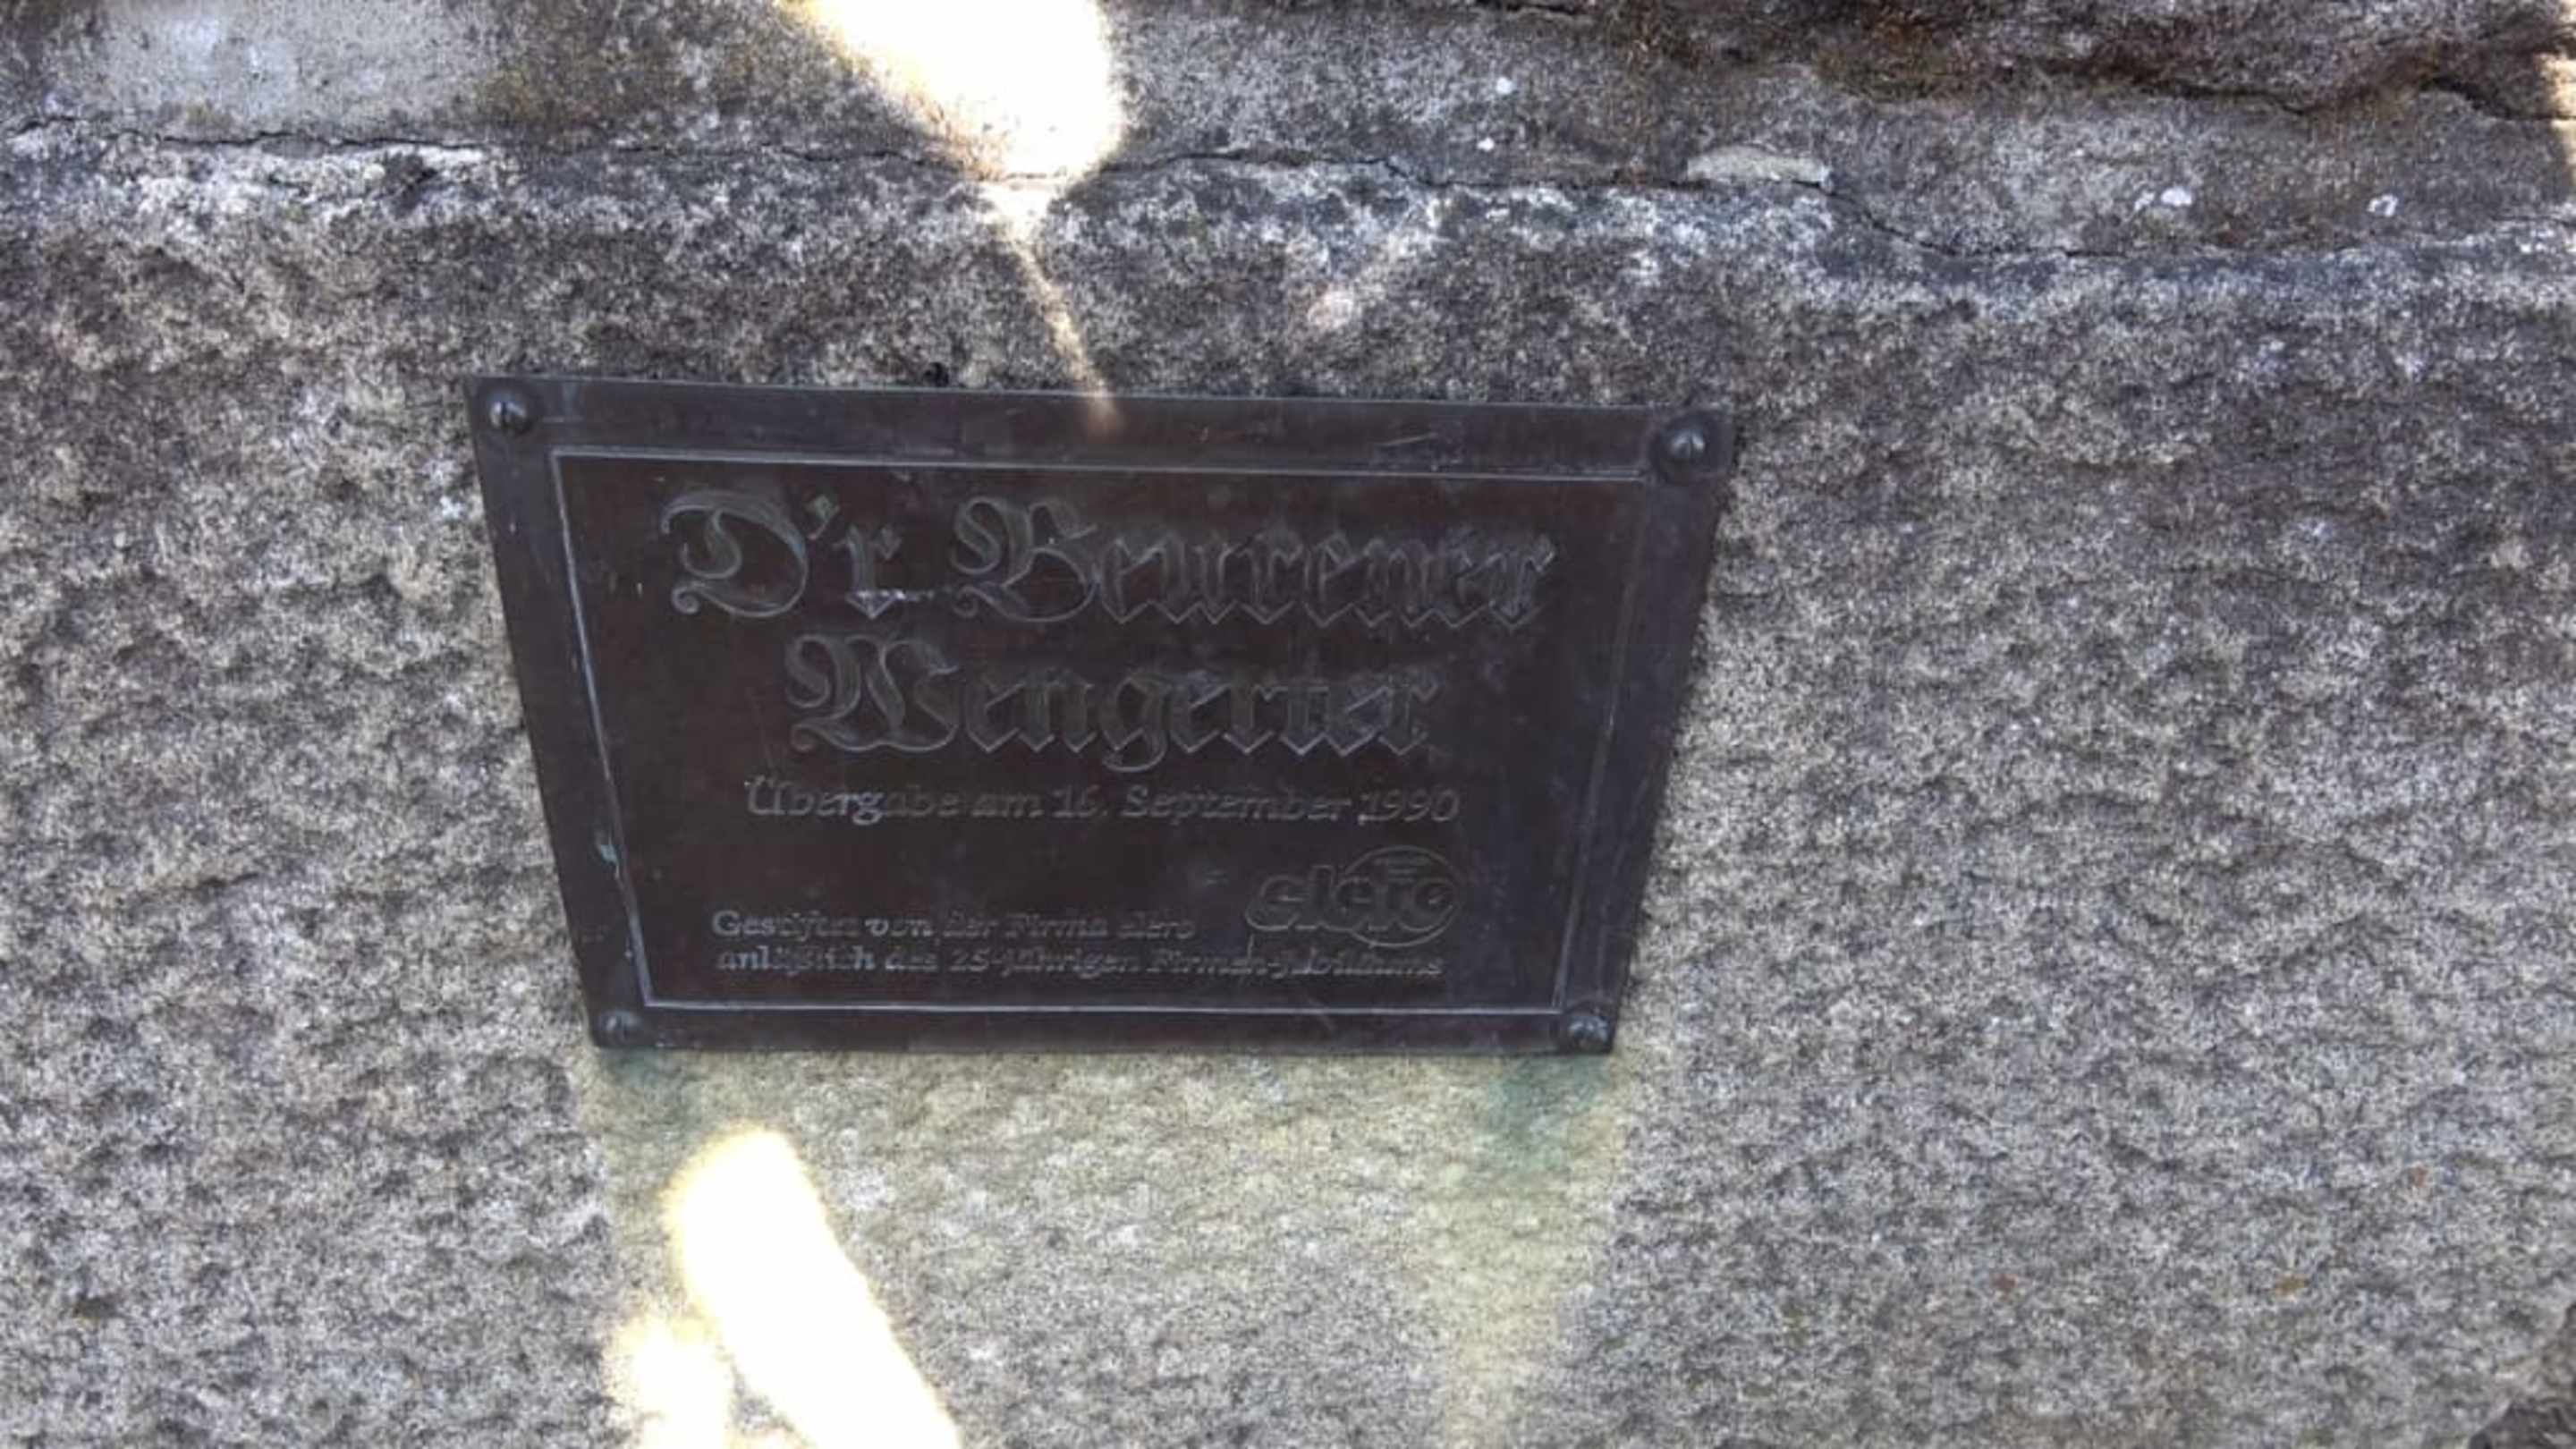 D'r Beurener
Wengerter
Übergabe am 16. September 1990
elero
Gestiftet von der Firma elero
anläßlich des 25-jährigen Firmen-Jubiläums